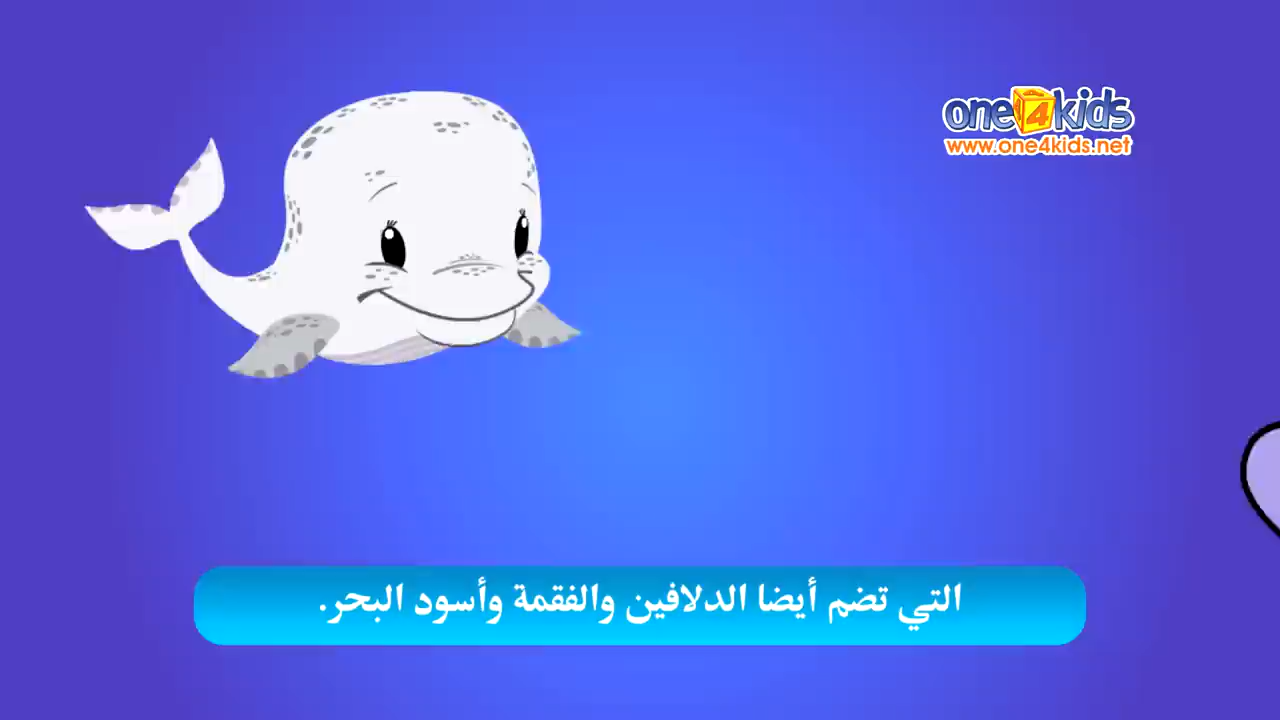 one4kids
www.one4kids.net
التي تضم أيضا الدلافين والفقمة وأسود البحر.